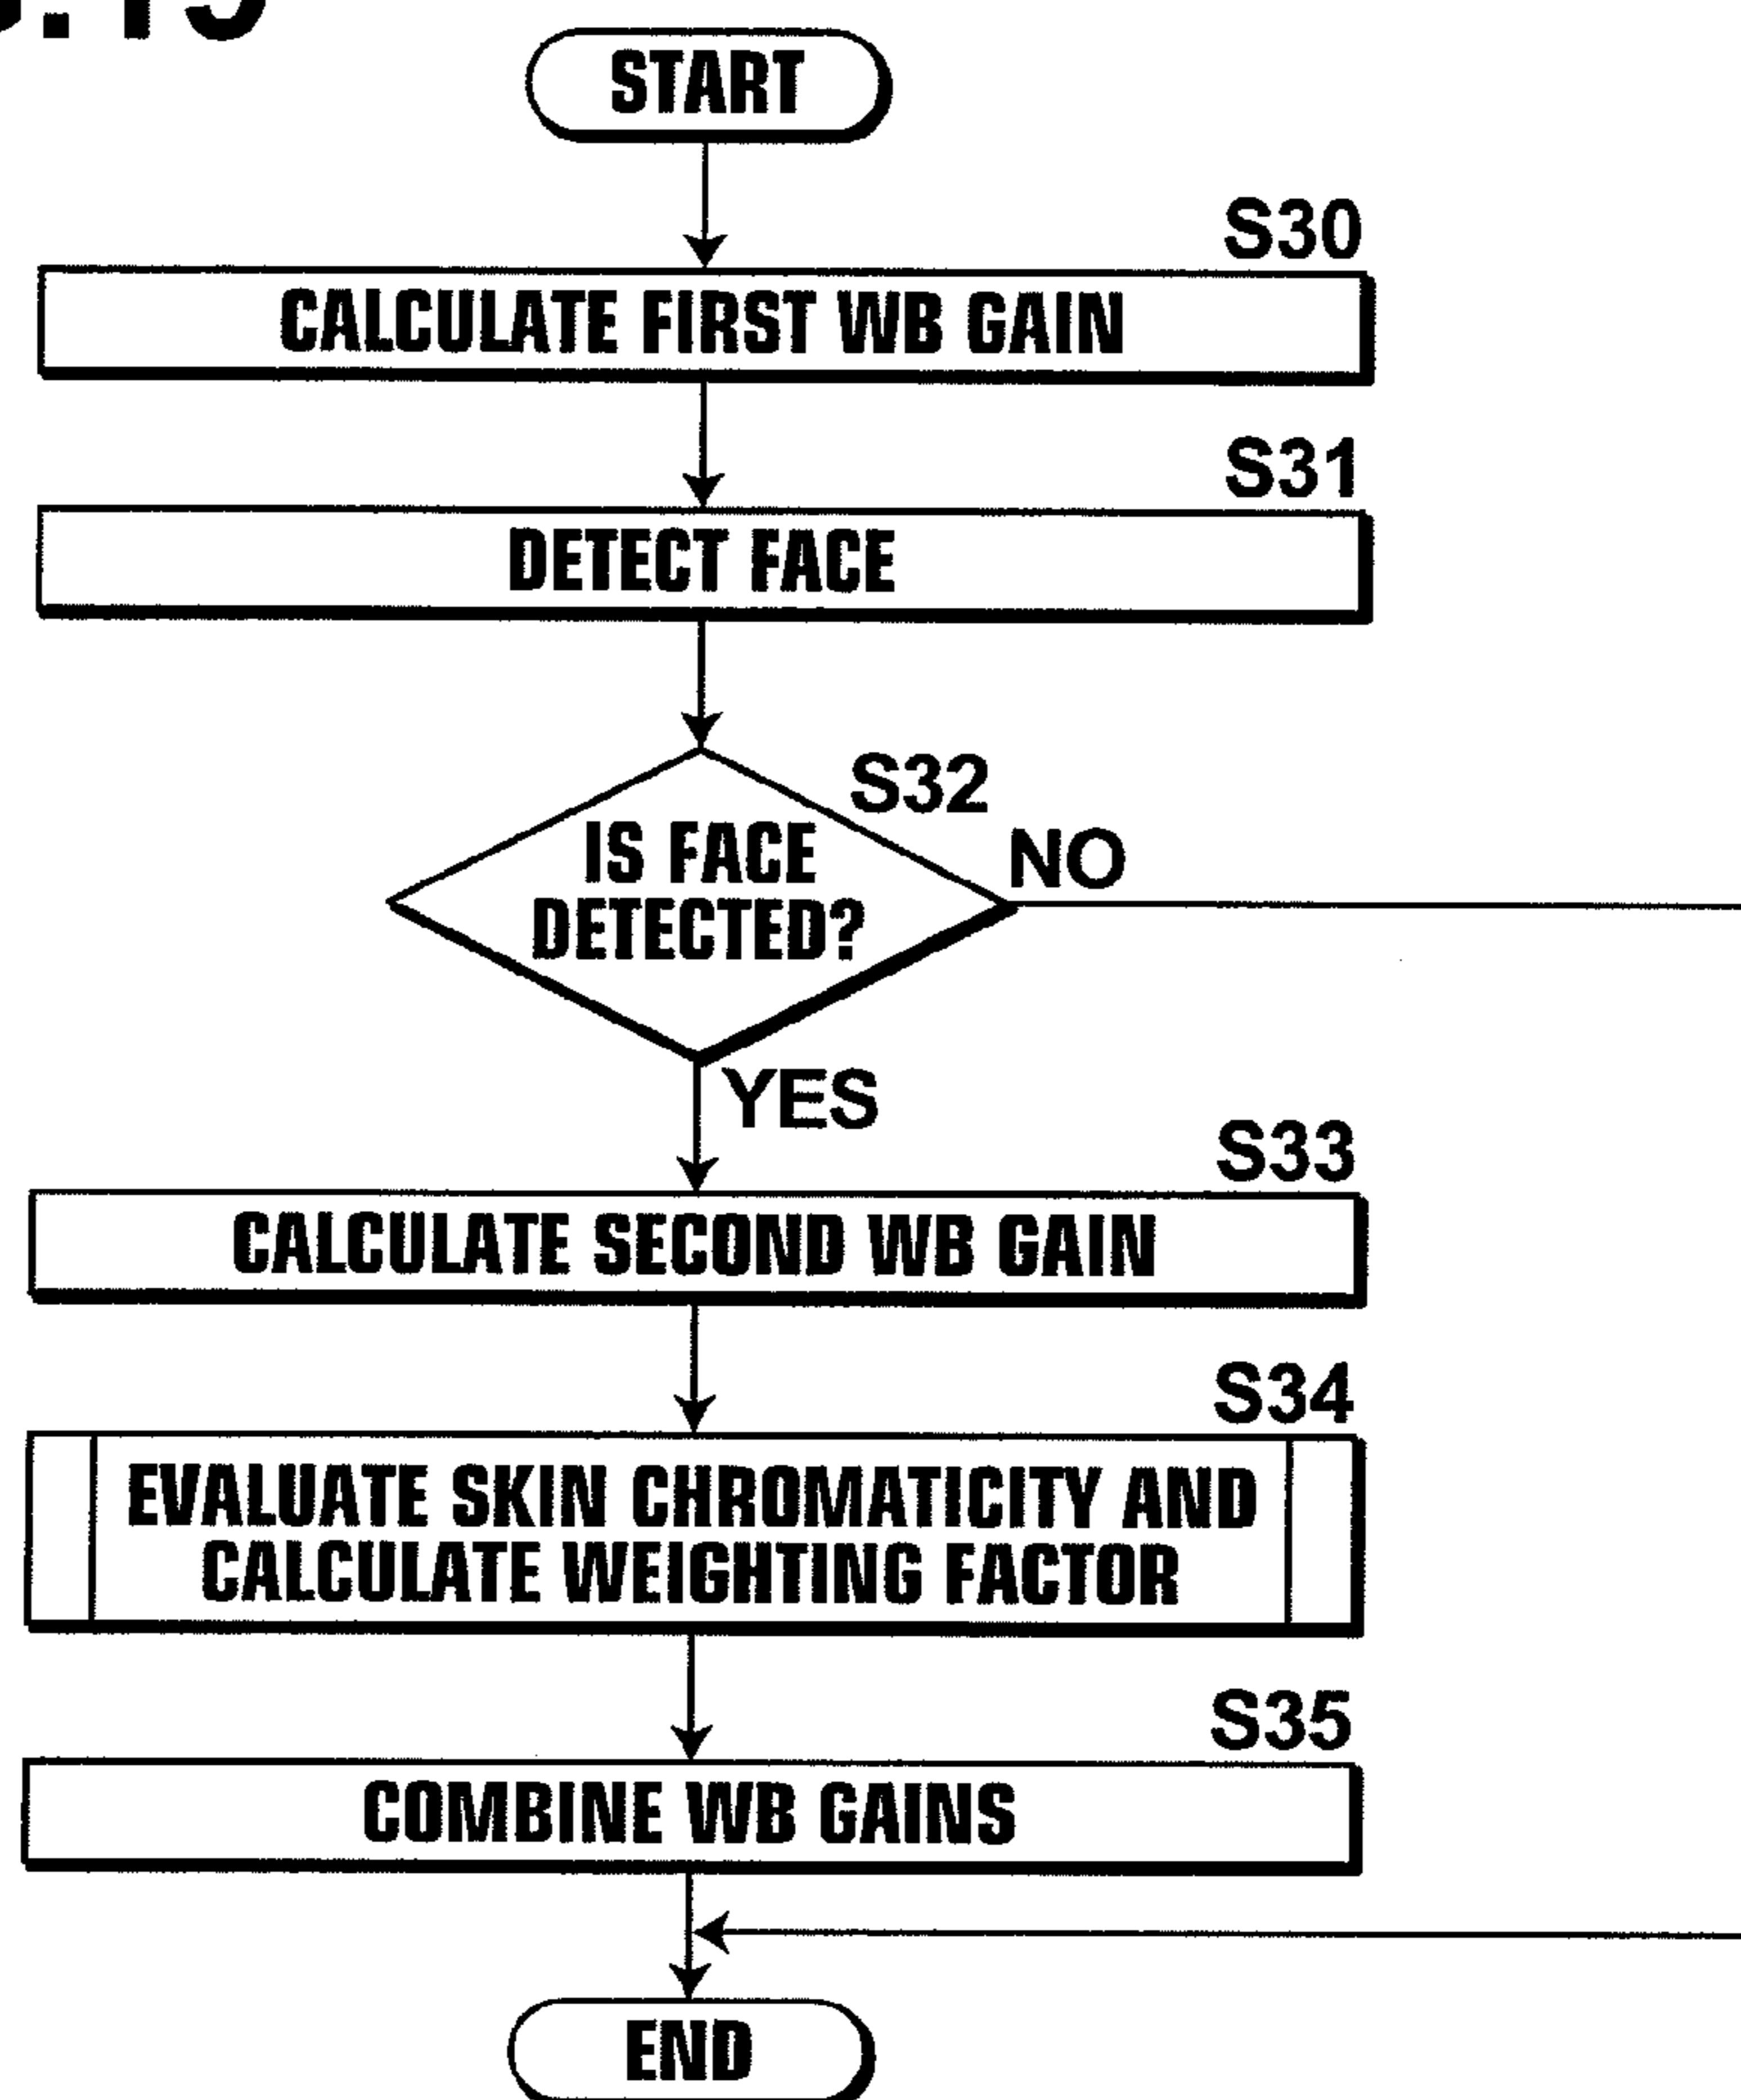 START
S30
CALCULATE FIRST WB GAIN
S31
DETECT FACE
S32
IS FACE
DETECTED?
NO
YES
S33
CALCULATE SECOND WB GAIN
S34
EVALUATE SKIN CHROMATICITY AND
CALCULATE WEIGHTING FACTOR
S35
COMBINE WB GAINS
END